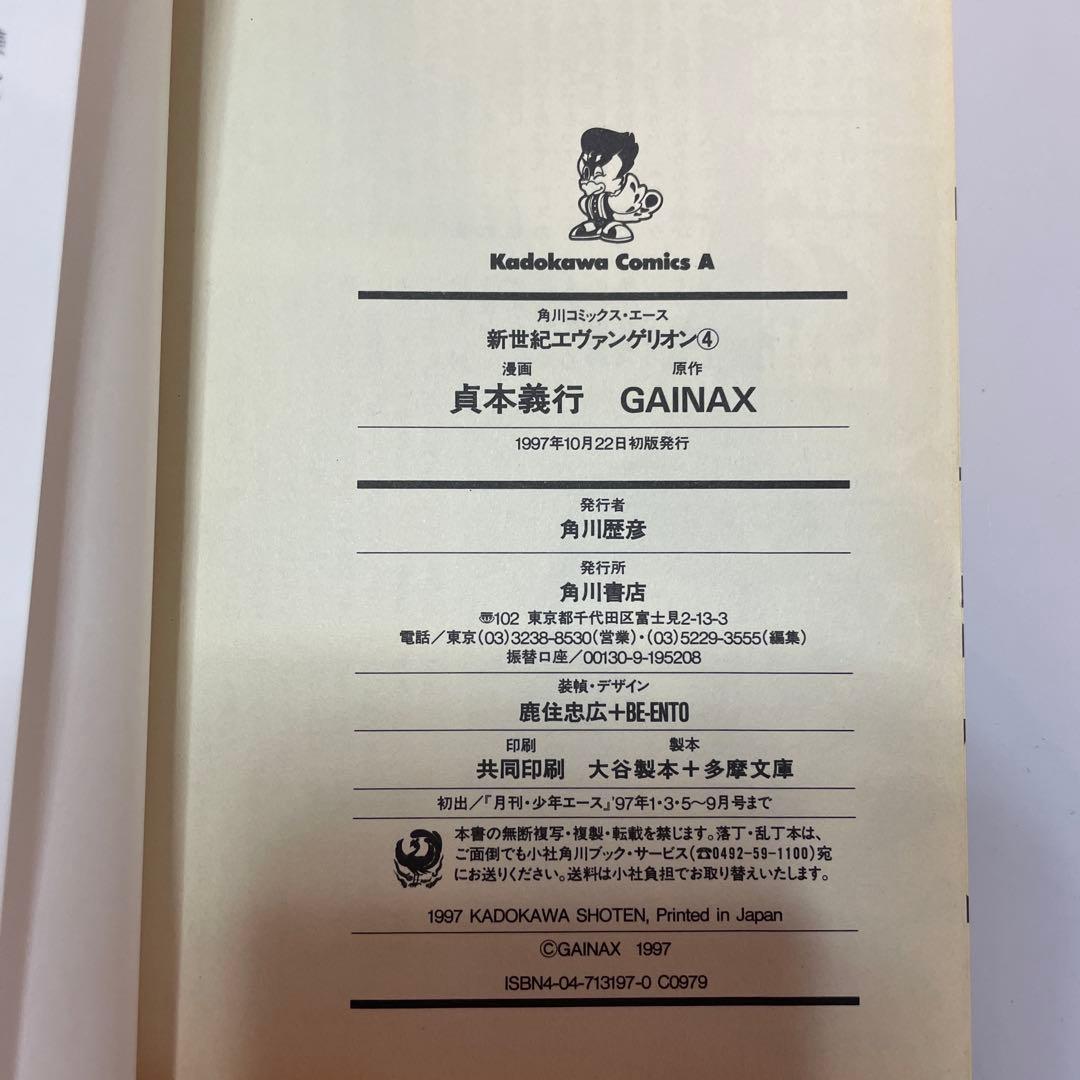 Kadokawa Comics A
角川コミックス・エース
新世紀エヴァンゲリオン④
漫画 原作
貞本義行 GAINAX
1997年10月22日初版発行
発行者
角川歴彦
発行所
角川書店
〠102 東京都千代田区富士見2-13-3
電話／東京(03)3238-8530(営業)・(03)5229-3555(編集)
振替口座／00130-9-195208
装幀・デザイン
鹿住忠広＋BE-ENTO
印刷 製本
共同印刷 大谷製本＋多摩文庫
初出／『月刊・少年エース』'97年1・3・5〜9月号まで
本書の無断複写・複製・転載を禁じます。落丁・乱丁本は、
ご面倒でも小社角川ブック・サービス(☎0492-59-1100)宛
にお送りください。送料は小社負担でお取り替えいたします。
1997 KADOKAWA SHOTEN, Printed in Japan
©GAINAX 1997
ISBN4-04-713197-0 C0979